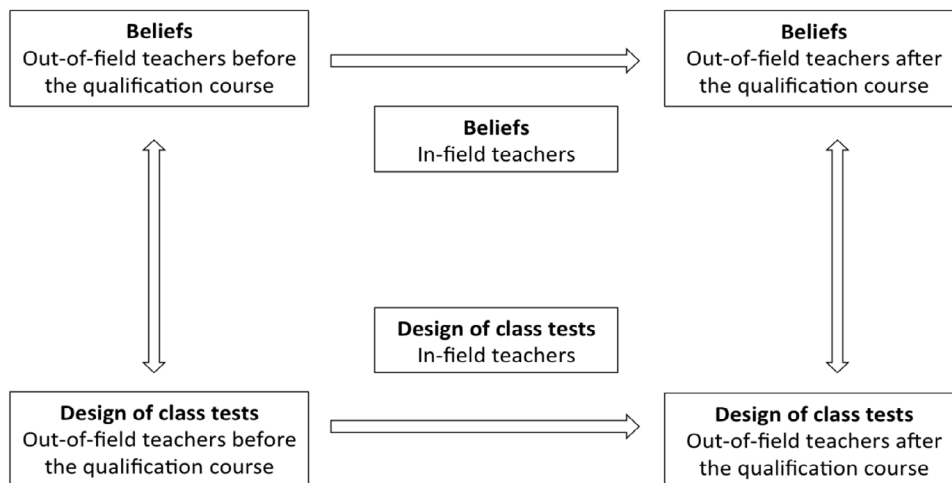 Beliefs
Out-of-field teachers before
the qualification course
Beliefs
Out-of-field teachers after
the qualification course
Beliefs
In-field teachers
Design of class tests
In-field teachers
Design of class tests
Out-of-field teachers before
the qualification course
Design of class tests
Out-of-field teachers after
the qualification course